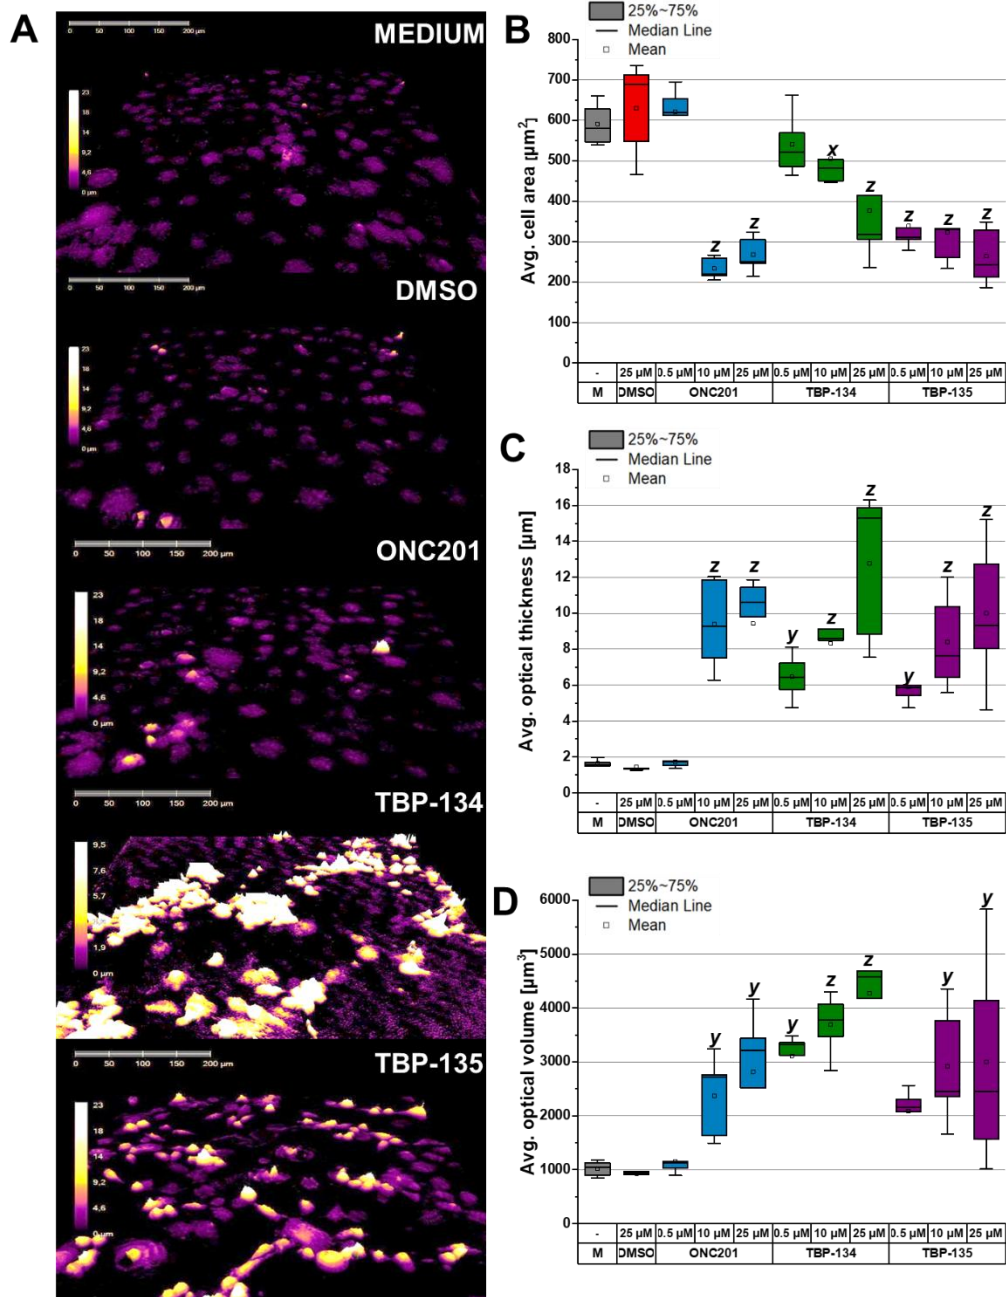 A
0 50 100 150 200 µm
MEDIUM
23
14
9,2
4,6
0 µm
0 50 100 150 200 µm
DMSO
23
14
9,2
4,6
0 µm
0 50 100 150 200 µm
ONC201
23
14
9,2
4,6
0 µm
0 50 100 150 200 µm
TBP-134
9,5
7,6
5,7
1,9
0 µm
0 50 100 150 200 µm
TBP-135
23
14
9,2
4,6
0 µm
B
25%~75%
Median Line
Mean
Avg. cell area [µm²]
800
700
600
500
400
300
200
100
0
z z x z z z z
- 25 µM 0.5 µM 10 µM 25 µM 0.5 µM 10 µM 25 µM 0.5 µM 10 µM 25 µM
M DMSO ONC201 TBP-134 TBP-135
C
25%~75%
Median Line
Mean
Avg. optical thickness [µm]
18
16
14
12
10
8
6
4
2
0
z z y z z y z z
- 25 µM 0.5 µM 10 µM 25 µM 0.5 µM 10 µM 25 µM 0.5 µM 10 µM 25 µM
M DMSO ONC201 TBP-134 TBP-135
D
25%~75%
Median Line
Mean
Avg. optical volume [µm³]
6000
5000
4000
3000
2000
1000
0
y y y z z y y
- 25 µM 0.5 µM 10 µM 25 µM 0.5 µM 10 µM 25 µM 0.5 µM 10 µM 25 µM
M DMSO ONC201 TBP-134 TBP-135